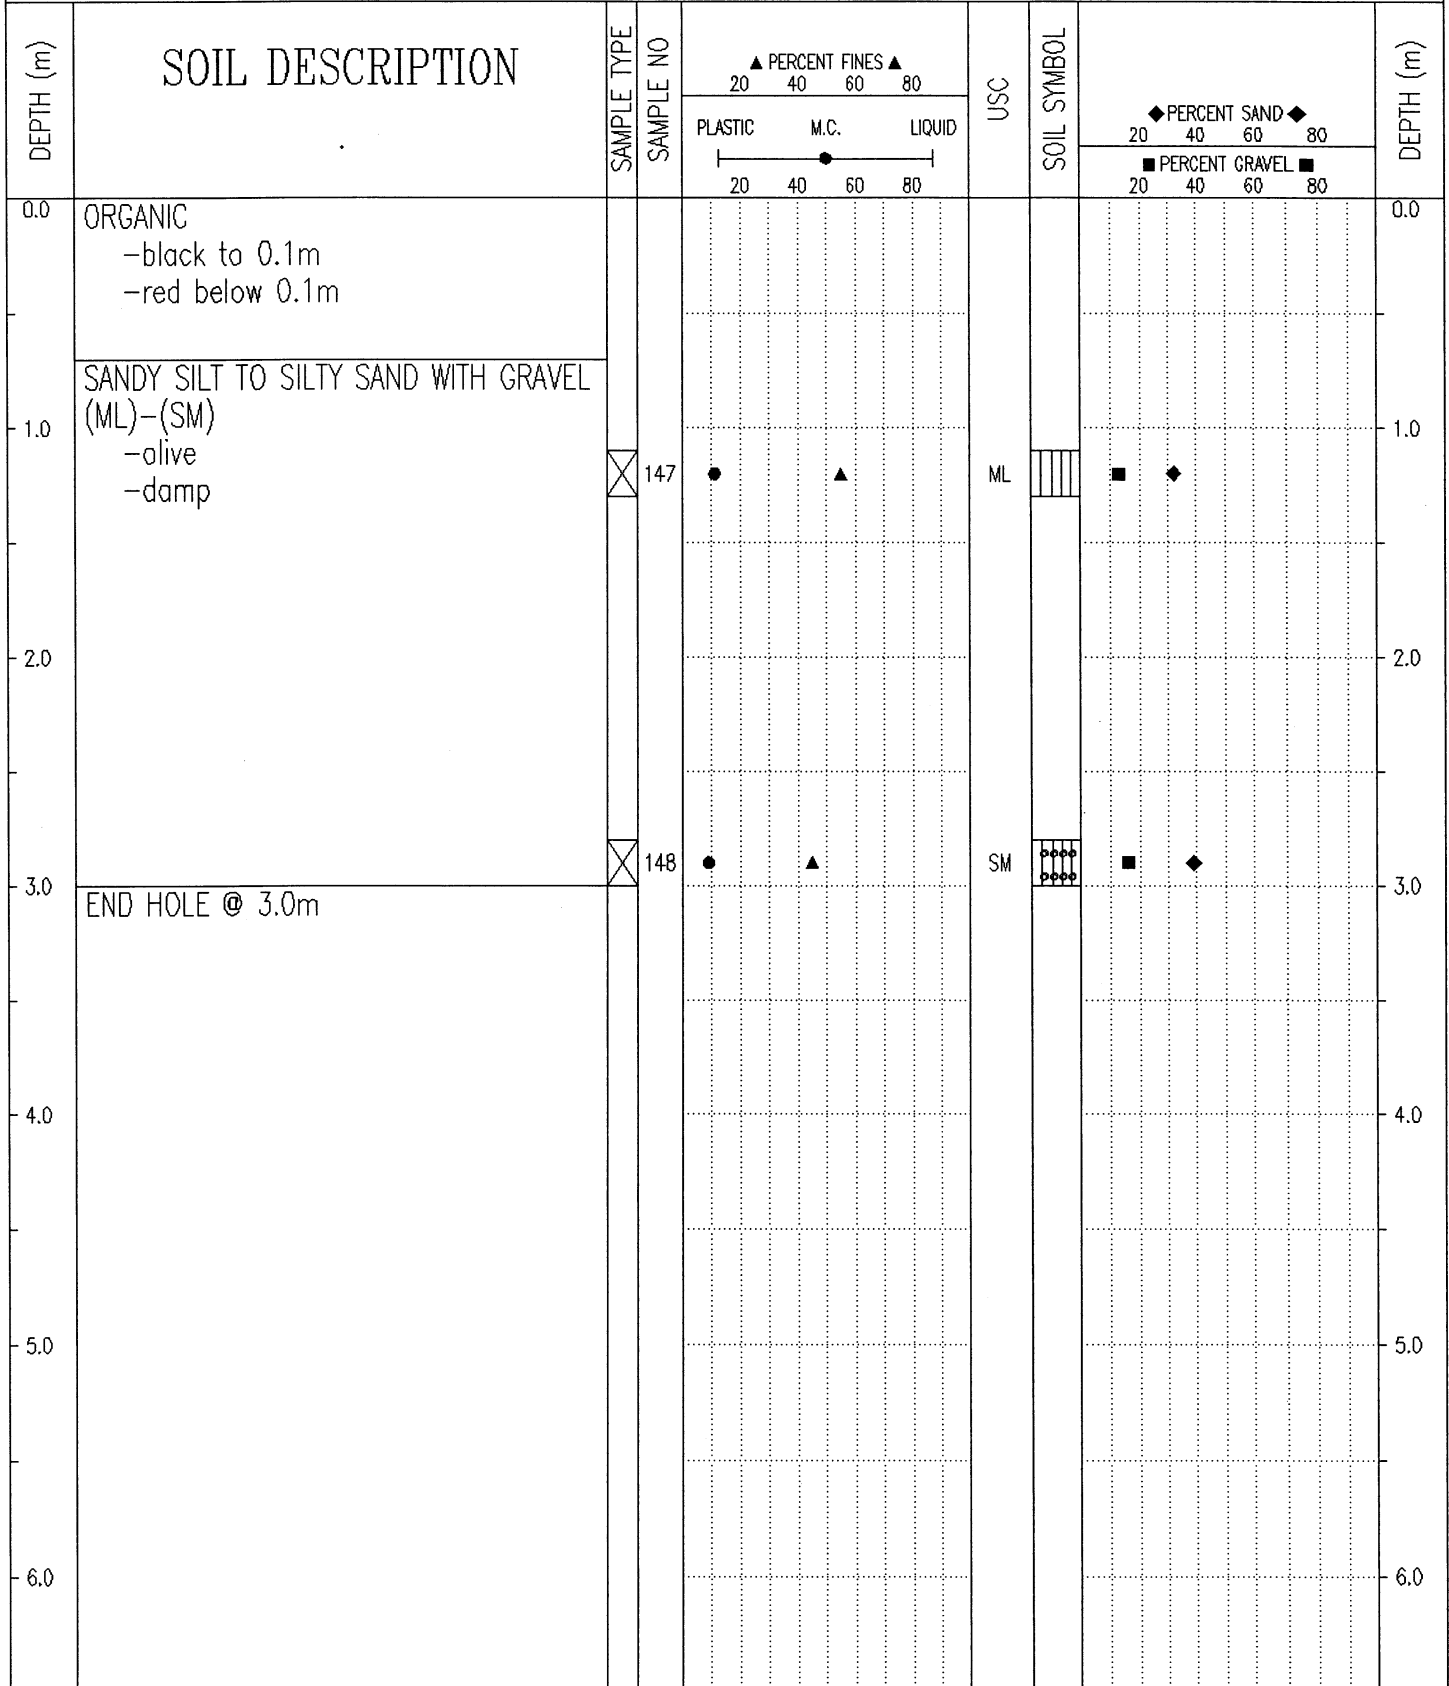 DEPTH (m)
SOIL DESCRIPTION
SAMPLE TYPE
SAMPLE NO
▲ PERCENT FINES ▲
20 40 60 80
PLASTIC M.C. LIQUID
20 40 60 80
USC
SOIL SYMBOL
◆PERCENT SAND◆
20 40 60 80
■ PERCENT GRAVEL ■
20 40 60 80
DEPTH (m)
0.0 ORGANIC 0.0
-black to 0.1m
-red below 0.1m
SANDY SILT TO SILTY SAND WITH GRAVEL
1.0 (ML)-(SM) 1.0
-olive
147 ML
-damp
2.0 2.0
148 SM
3.0 3.0
END HOLE @ 3.0m
4.0 4.0
5.0 5.0
6.0 6.0